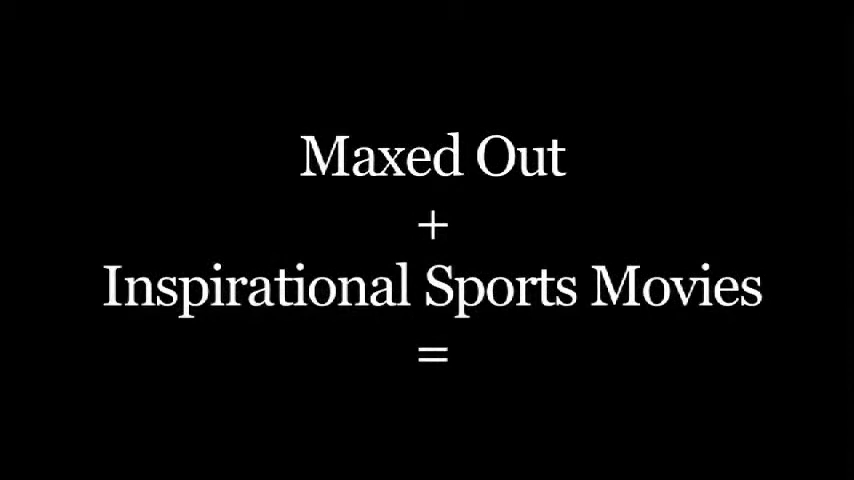 Maxed Out
+
Inspirational Sports Movies
=